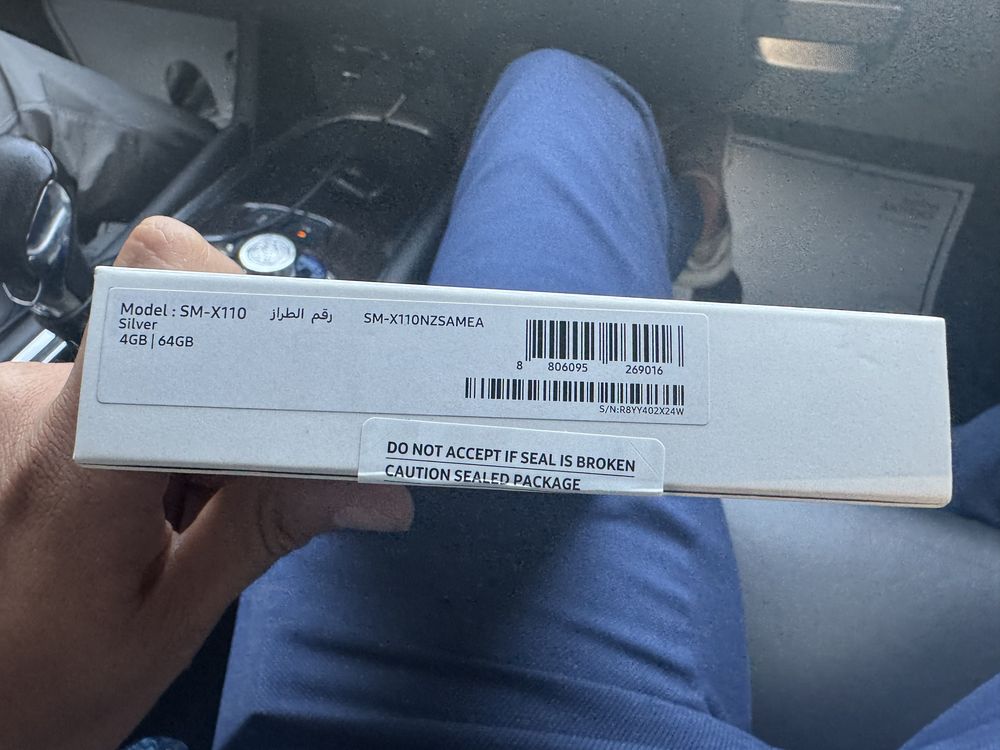 Model : SM-X110 رقم الطراز SM-X110NZSAMEA
Silver
4GB | 64GB
8 806095 269016
S/N:R8YY402X24W
DO NOT ACCEPT IF SEAL IS BROKEN
CAUTION SEALED PACKAGE